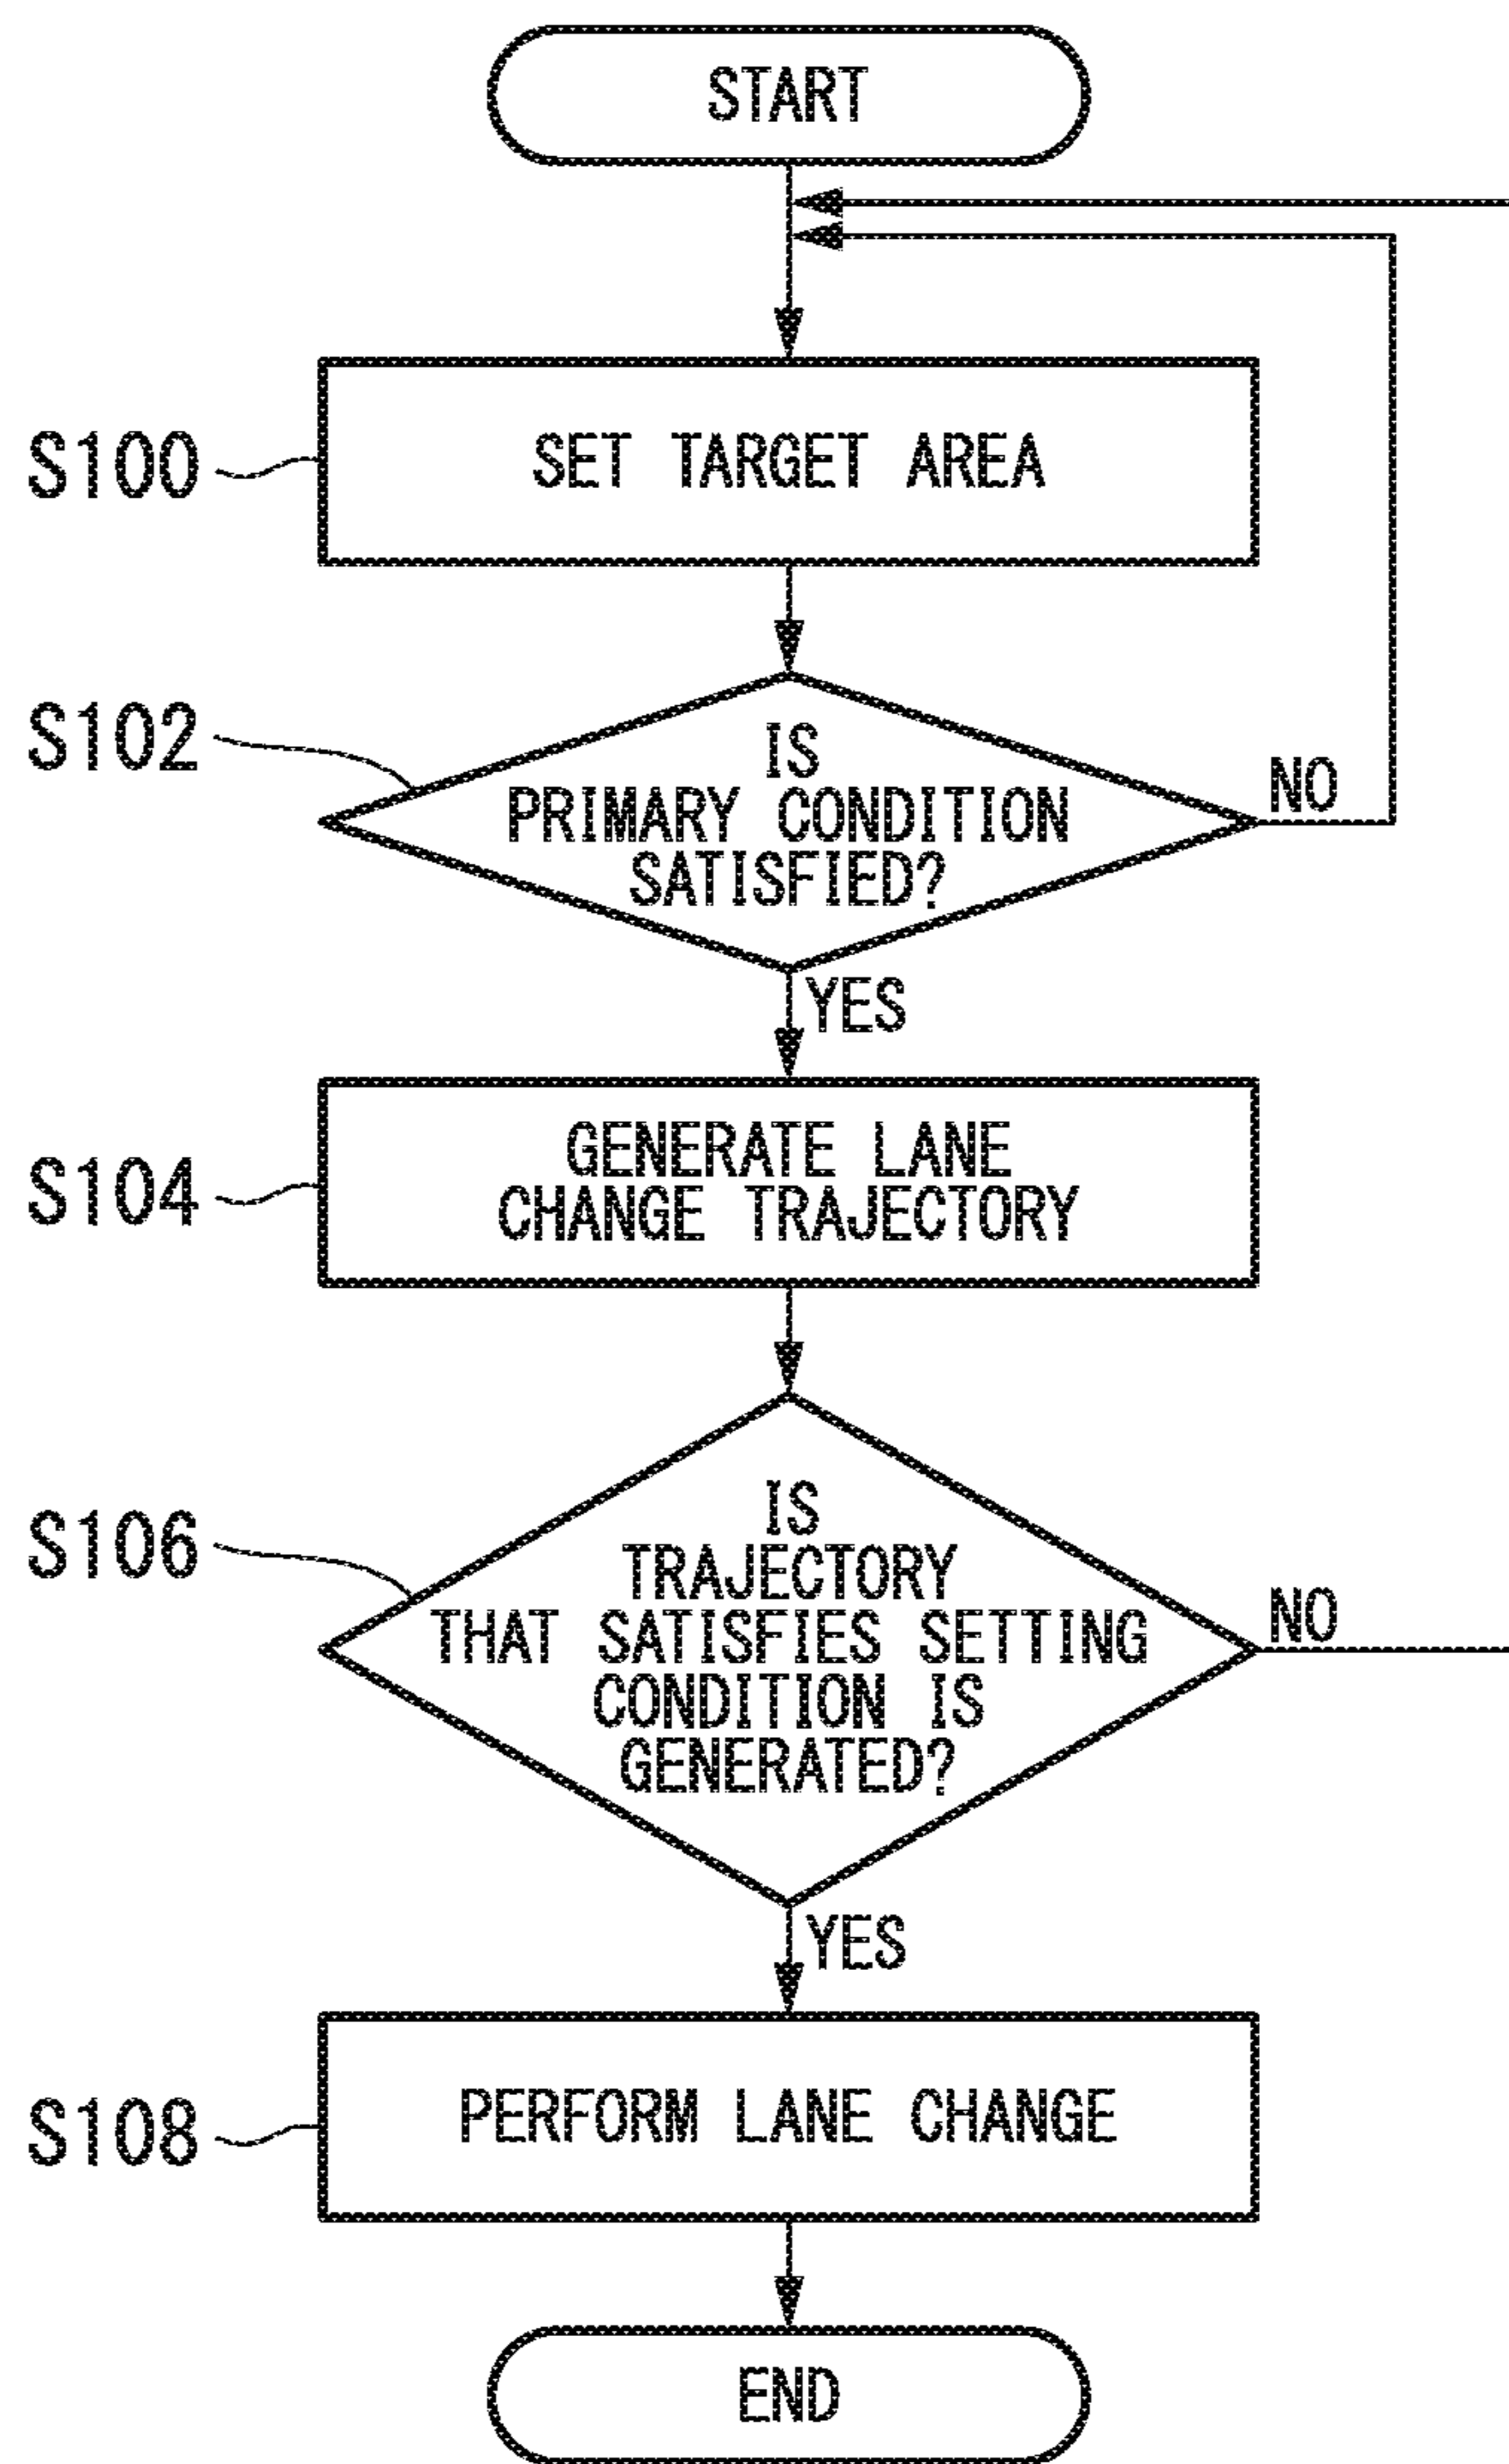 START
S100
SET TARGET AREA
S102
IS
PRIMARY CONDITION
SATISFIED?
NO
YES
S104
GENERATE LANE
CHANGE TRAJECTORY
S106
IS
TRAJECTORY
THAT SATISFIES SETTING
CONDITION IS
GENERATED?
NO
YES
S108
PERFORM LANE CHANGE
END